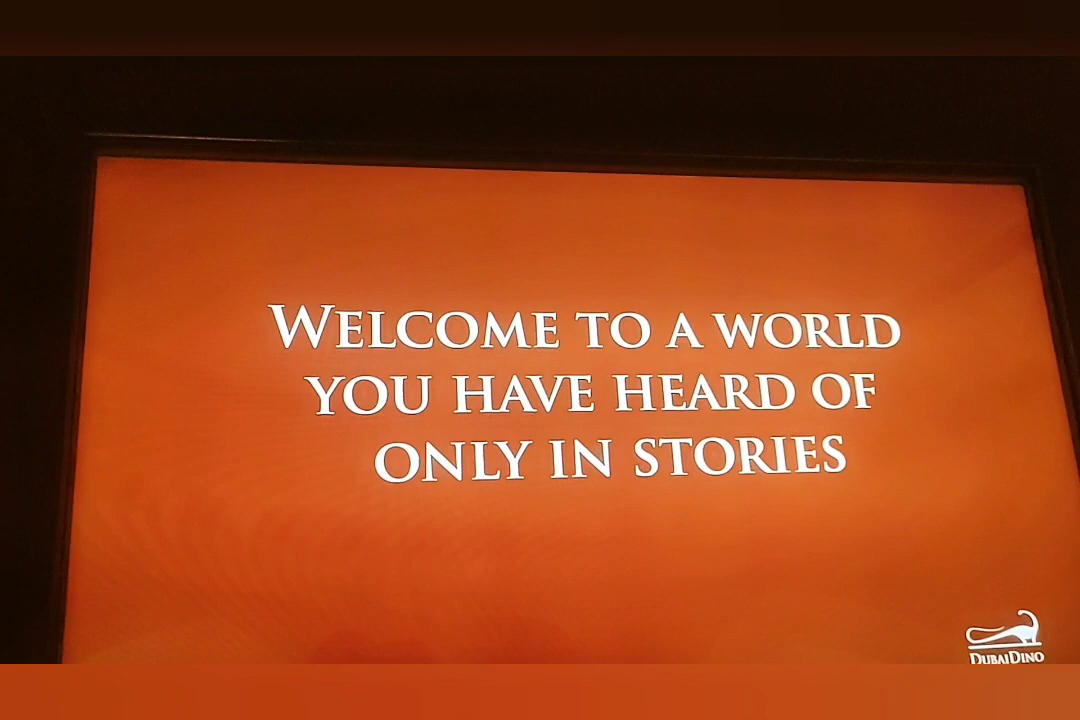 WELCOME TO A WORLD
YOU HAVE HEARD OF
ONLY IN STORIES
DUBAIDINO